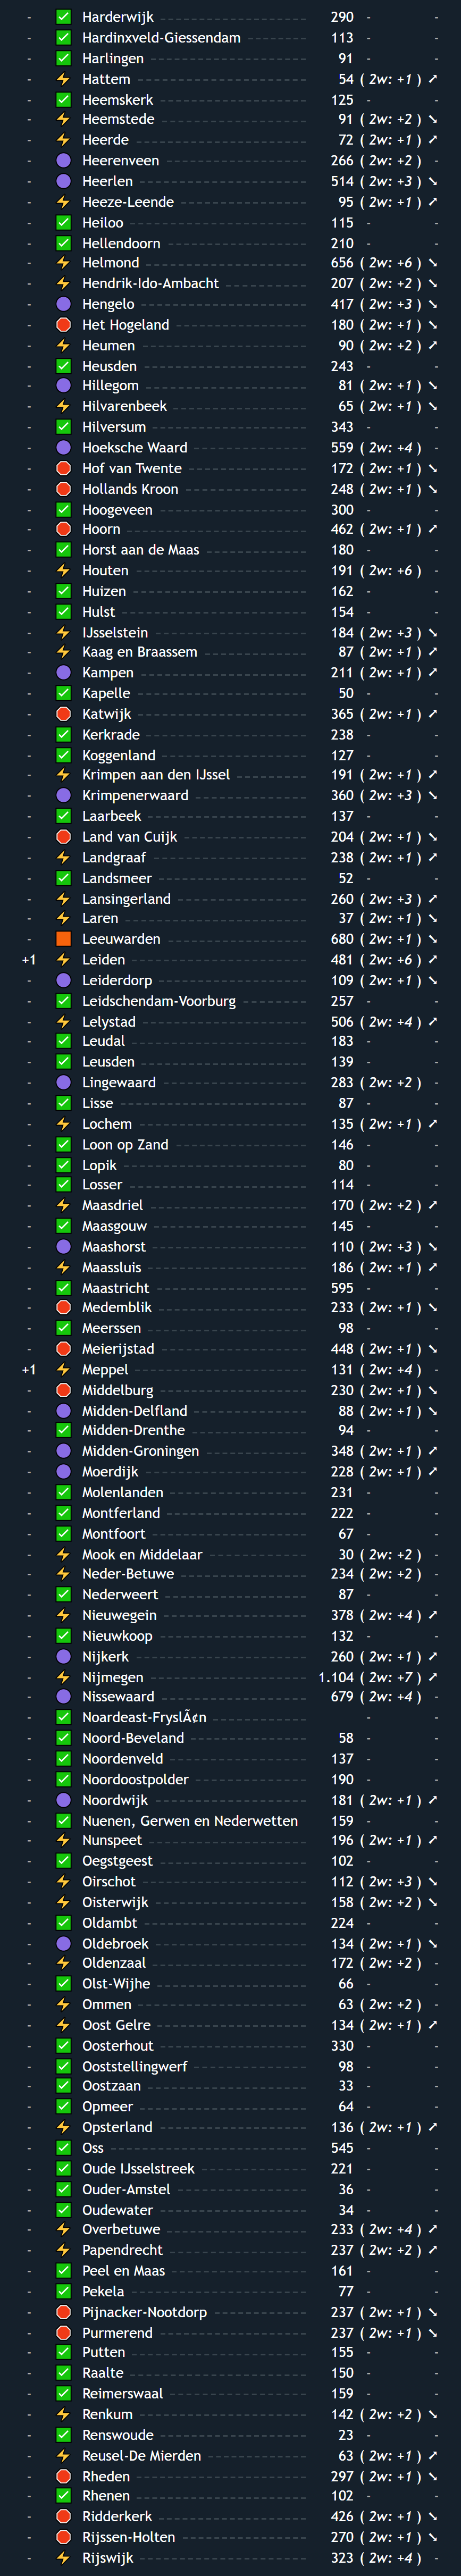 - ✅ Harderwijk 290 - -
- ✅ Hardinxveld-Giessendam 113 - -
- ✅ Harlingen 91 - -
- ⚡ Hattem 54 ( 2w: +1 ) ➚
- ✅ Heemskerk 125 - -
- ⚡ Heemstede 91 ( 2w: +2 ) ➘
- ⚡ Heerde 72 ( 2w: +1 ) ➚
- 🟣 Heerenveen 266 ( 2w: +2 ) -
- 🟣 Heerlen 514 ( 2w: +3 ) ➘
- ⚡ Heeze-Leende 95 ( 2w: +1 ) ➚
- ✅ Heiloo 115 - -
- ✅ Hellendoorn 210 - -
- ⚡ Helmond 656 ( 2w: +6 ) ➘
- ⚡ Hendrik-Ido-Ambacht 207 ( 2w: +2 ) ➘
- 🟣 Hengelo 417 ( 2w: +3 ) ➘
- 🛑 Het Hogeland 180 ( 2w: +1 ) ➘
- ⚡ Heumen 90 ( 2w: +2 ) ➚
- ✅ Heusden 243 - -
- 🟣 Hillegom 81 ( 2w: +1 ) ➘
- ⚡ Hilvarenbeek 65 ( 2w: +1 ) ➘
- ✅ Hilversum 343 - -
- 🟣 Hoeksche Waard 559 ( 2w: +4 ) -
- 🛑 Hof van Twente 172 ( 2w: +1 ) ➘
- 🛑 Hollands Kroon 248 ( 2w: +1 ) ➘
- ✅ Hoogeveen 300 - -
- 🛑 Hoorn 462 ( 2w: +1 ) ➚
- ✅ Horst aan de Maas 180 - -
- ⚡ Houten 191 ( 2w: +6 ) -
- ✅ Huizen 162 - -
- ✅ Hulst 154 - -
- ⚡ IJsselstein 184 ( 2w: +3 ) ➘
- ⚡ Kaag en Braassem 87 ( 2w: +1 ) ➚
- 🟣 Kampen 211 ( 2w: +1 ) ➚
- ✅ Kapelle 50 - -
- 🛑 Katwijk 365 ( 2w: +1 ) ➚
- ✅ Kerkrade 238 - -
- ✅ Koggenland 127 - -
- ⚡ Krimpen aan den IJssel 191 ( 2w: +1 ) ➚
- 🟣 Krimpenerwaard 360 ( 2w: +3 ) ➘
- ✅ Laarbeek 137 - -
- 🛑 Land van Cuijk 204 ( 2w: +1 ) ➘
- ⚡ Landgraaf 238 ( 2w: +1 ) ➚
- ✅ Landsmeer 52 - -
- ⚡ Lansingerland 260 ( 2w: +3 ) ➚
- ⚡ Laren 37 ( 2w: +1 ) ➘
- 🟧 Leeuwarden 680 ( 2w: +1 ) ➘
+1 ⚡ Leiden 481 ( 2w: +6 ) ➚
- 🟣 Leiderdorp 109 ( 2w: +1 ) ➘
- ✅ Leidschendam-Voorburg 257 - -
- ⚡ Lelystad 506 ( 2w: +4 ) ➚
- ✅ Leudal 183 - -
- ✅ Leusden 139 - -
- 🟣 Lingewaard 283 ( 2w: +2 ) -
- ✅ Lisse 87 - -
- ⚡ Lochem 135 ( 2w: +1 ) ➚
- ✅ Loon op Zand 146 - -
- ✅ Lopik 80 - -
- ✅ Losser 114 - -
- ⚡ Maasdriel 170 ( 2w: +2 ) ➚
- ✅ Maasgouw 145 - -
- 🟣 Maashorst 110 ( 2w: +3 ) ➘
- ⚡ Maassluis 186 ( 2w: +1 ) ➚
- ✅ Maastricht 595 - -
- 🛑 Medemblik 233 ( 2w: +1 ) ➘
- ✅ Meerssen 98 - -
- 🛑 Meierijstad 448 ( 2w: +1 ) ➘
+1 ⚡ Meppel 131 ( 2w: +4 ) -
- 🛑 Middelburg 230 ( 2w: +1 ) ➘
- 🟣 Midden-Delfland 88 ( 2w: +1 ) ➘
- ✅ Midden-Drenthe 94 - -
- 🟣 Midden-Groningen 348 ( 2w: +1 ) ➚
- 🟣 Moerdijk 228 ( 2w: +1 ) ➚
- ✅ Molenlanden 231 - -
- ✅ Montferland 222 - -
- ✅ Montfoort 67 - -
- ⚡ Mook en Middelaar 30 ( 2w: +2 ) -
- ⚡ Neder-Betuwe 234 ( 2w: +2 ) -
- ✅ Nederweert 87 - -
- ⚡ Nieuwegein 378 ( 2w: +4 ) ➚
- ✅ Nieuwkoop 132 - -
- 🟣 Nijkerk 260 ( 2w: +1 ) ➚
- ⚡ Nijmegen 1.104 ( 2w: +7 ) ➚
- 🟣 Nissewaard 679 ( 2w: +4 ) -
- ✅ Noardeast-FryslÃ¢n - -
- ✅ Noord-Beveland 58 - -
- ✅ Noordenveld 137 - -
- ✅ Noordoostpolder 190 - -
- 🟣 Noordwijk 181 ( 2w: +1 ) ➚
- ✅ Nuenen, Gerwen en Nederwetten 159 - -
- ⚡ Nunspeet 196 ( 2w: +1 ) ➚
- ✅ Oegstgeest 102 - -
- ⚡ Oirschot 112 ( 2w: +3 ) ➘
- ⚡ Oisterwijk 158 ( 2w: +2 ) ➘
- ✅ Oldambt 224 - -
- 🟣 Oldebroek 134 ( 2w: +1 ) ➘
- ⚡ Oldenzaal 172 ( 2w: +2 ) -
- ✅ Olst-Wijhe 66 - -
- ⚡ Ommen 63 ( 2w: +2 ) -
- ⚡ Oost Gelre 134 ( 2w: +1 ) ➚
- ✅ Oosterhout 330 - -
- ✅ Ooststellingwerf 98 - -
- ✅ Oostzaan 33 - -
- ✅ Opmeer 64 - -
- ⚡ Opsterland 136 ( 2w: +1 ) ➚
- ✅ Oss 545 - -
- ✅ Oude IJsselstreek 221 - -
- ✅ Ouder-Amstel 36 - -
- ✅ Oudewater 34 - -
- ⚡ Overbetuwe 233 ( 2w: +4 ) ➚
- ⚡ Papendrecht 237 ( 2w: +2 ) ➚
- ✅ Peel en Maas 161 - -
- ✅ Pekela 77 - -
- 🛑 Pijnacker-Nootdorp 237 ( 2w: +1 ) ➘
- 🛑 Purmerend 237 ( 2w: +1 ) ➘
- ✅ Putten 155 - -
- ✅ Raalte 150 - -
- ✅ Reimerswaal 159 - -
- ⚡ Renkum 142 ( 2w: +2 ) ➘
- ✅ Renswoude 23 - -
- ⚡ Reusel-De Mierden 63 ( 2w: +1 ) ➚
- 🛑 Rheden 297 ( 2w: +1 ) ➘
- ✅ Rhenen 102 - -
- 🛑 Ridderkerk 426 ( 2w: +1 ) ➘
- 🛑 Rijssen-Holten 270 ( 2w: +1 ) ➘
- ⚡ Rijswijk 323 ( 2w: +4 ) -